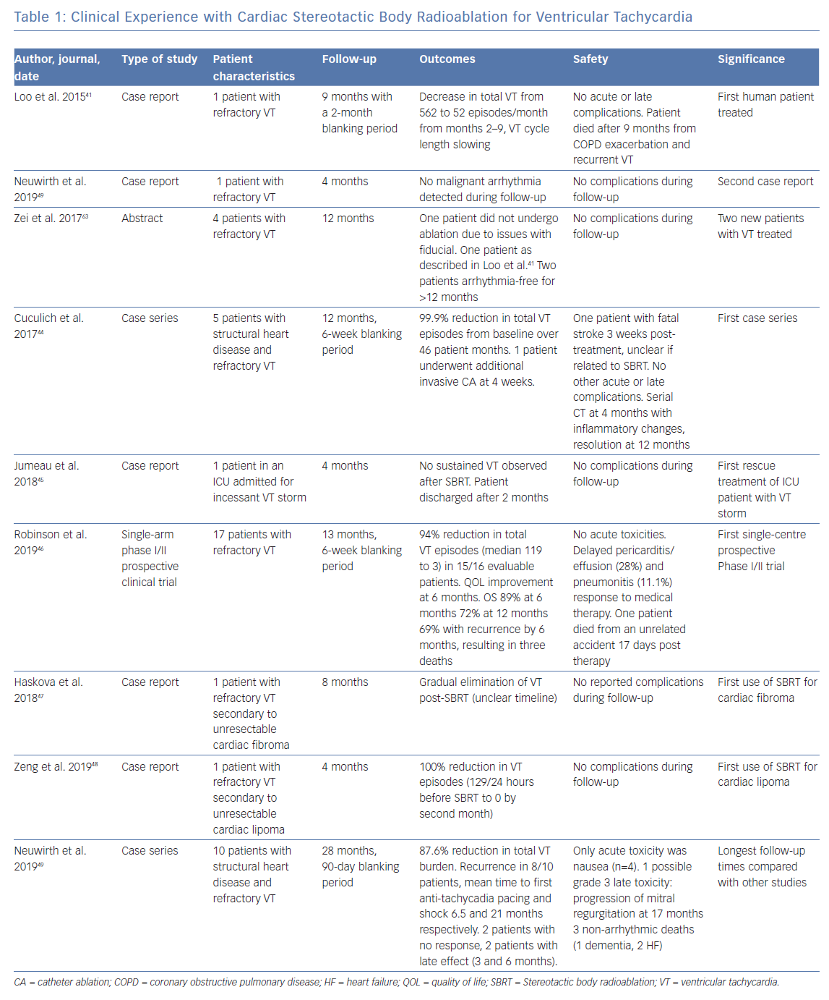 Table 1: Clinical Experience with Cardiac Stereotactic Body Radioablation for Ventricular Tachycardia
Author, journal,
date
Type of study
Patient
characteristics
Follow-up
Outcomes
Safety
Significance
Loo et al. 2015⁴¹
Case report
1 patient with
refractory VT
9 months with
a 2-month
blanking period
Decrease in total VT from
562 to 52 episodes/month
from months 2–9, VT cycle
length slowing
No acute or late
complications. Patient
died after 9 months from
COPD exacerbation and
recurrent VT
First human patient
treated
Neuwirth et al.
2019⁴⁹
Case report
1 patient with
refractory VT
4 months
No malignant arrhythmia
detected during follow-up
No complications during
follow-up
Second case report
Zei et al. 2017⁶³
Abstract
4 patients with
refractory VT
12 months
One patient did not undergo
ablation due to issues with
fiducial. One patient as
described in Loo et al.⁴¹ Two
patients arrhythmia-free for
>12 months
No complications during
follow-up
Two new patients
with VT treated
Cuculich et al.
2017⁴⁴
Case series
5 patients with
structural heart
disease and
refractory VT
12 months,
6-week blanking
period
99.9% reduction in total VT
episodes from baseline over
46 patient months. 1 patient
underwent additional
invasive CA at 4 weeks.
One patient with fatal
stroke 3 weeks post-
treatment, unclear if
related to SBRT. No
other acute or late
complications. Serial
CT at 4 months with
inflammatory changes,
resolution at 12 months
First case series
Jumeau et al.
2018⁴⁵
Case report
1 patient in an
ICU admitted for
incessant VT storm
4 months
No sustained VT observed
after SBRT. Patient
discharged after 2 months
No complications during
follow-up
First rescue
treatment of ICU
patient with VT
storm
Robinson et al.
2019⁴⁶
Single-arm
phase I/II
prospective
clinical trial
17 patients with
refractory VT
13 months,
6-week blanking
period
94% reduction in total
VT episodes (median 119
to 3) in 15/16 evaluable
patients. QOL improvement
at 6 months. OS 89% at 6
months 72% at 12 months
69% with recurrence by 6
months, resulting in three
deaths
No acute toxicities.
Delayed pericarditis/
effusion (28%) and
pneumonitis (11.1%)
response to medical
therapy. One patient
died from an unrelated
accident 17 days post
therapy
First single-centre
prospective
Phase I/II trial
Haskova et al.
2018⁴⁷
Case report
1 patient with
refractory VT
secondary to
unresectable
cardiac fibroma
8 months
Gradual elimination of VT
post-SBRT (unclear timeline)
No reported complications
during follow-up
First use of SBRT for
cardiac fibroma
Zeng et al. 2019⁴⁸
Case report
1 patient with
refractory VT
secondary to
unresectable
cardiac lipoma
4 months
100% reduction in VT
episodes (129/24 hours
before SBRT to 0 by
second month)
No complications during
follow-up
First use of SBRT for
cardiac lipoma
Neuwirth et al.
2019⁴⁹
Case series
10 patients with
structural heart
disease and
refractory VT
28 months,
90-day blanking
period
87.6% reduction in total VT
burden. Recurrence in 8/10
patients, mean time to first
anti-tachycadia pacing and
shock 6.5 and 21 months
respectively. 2 patients with
no response, 2 patients with
late effect (3 and 6 months).
Only acute toxicity was
nausea (n=4). 1 possible
grade 3 late toxicity:
progression of mitral
regurgitation at 17 months
3 non-arrhythmic deaths
(1 dementia, 2 HF)
Longest follow-up
times compared
with other studies
CA = catheter ablation; COPD = coronary obstructive pulmonary disease; HF = heart failure; QOL = quality of life; SBRT = Stereotactic body radioablation; VT = ventricular tachycardia.